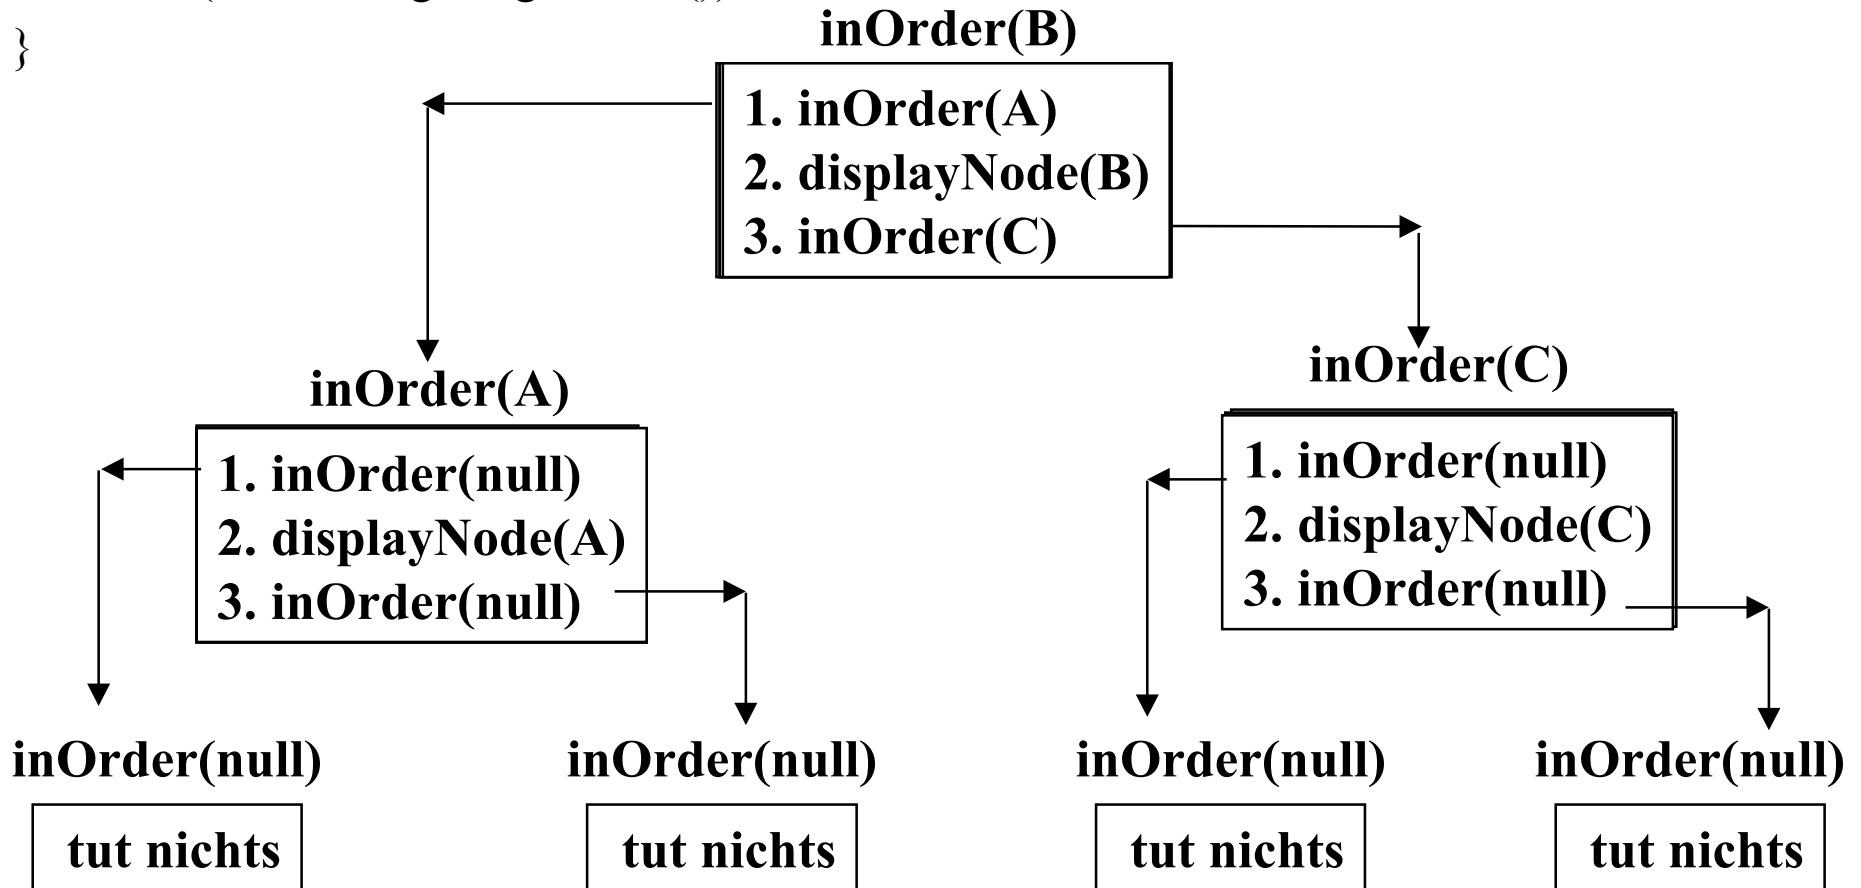 }
inOrder(B)
1. inOrder(A)
2. displayNode(B)
3. inOrder(C)
inOrder(A)
1. inOrder(null)
2. displayNode(A)
3. inOrder(null)
inOrder(C)
1. inOrder(null)
2. displayNode(C)
3. inOrder(null)
inOrder(null)
tut nichts
inOrder(null)
tut nichts
inOrder(null)
tut nichts
inOrder(null)
tut nichts